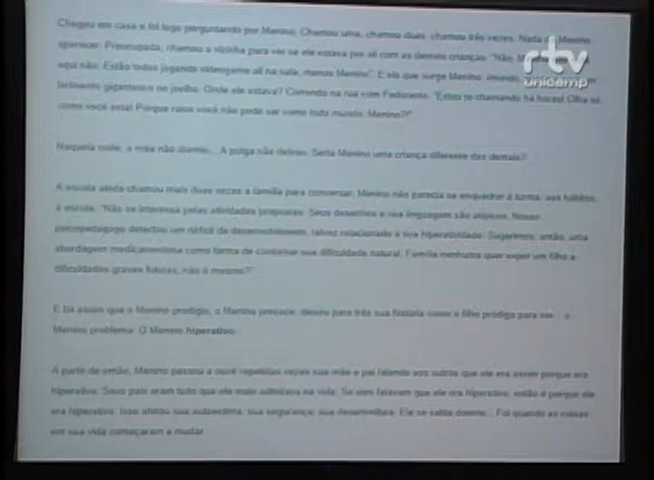 Chegou em casa e foi logo perguntando por Menino. Chamou uma, chamou duas, chamou três vezes. Nada de Menino
aparecer. Preocupada, chamou a vizinha para ver se ele estava por ali com as demais crianças. "Não,
aqui não. Estão todos jogando videogame ali na sala, menos Menino". E eis que surge Menino, imundo,
ferimento gigantesco no joelho. Onde ele estava? Correndo na rua com Fedorento. "Estou te chamando há horas! Olha só
como você está! Porque raios você não pode ser como todo mundo, Menino?!"
Naquela noite, a mãe não dormiu... A pulga não deixou. Seria Menino uma criança diferente das demais?
A escola ainda chamou mais duas vezes a família para conversar. Menino não parecia se enquadrar à turma, aos hábitos,
à escola. "Não se interessa pelas atividades propostas. Seus desenhos e sua linguagem são atípicos. Nosso
psicopedagogo detectou um déficit de desenvolvimento, talvez relacionado à sua hiperatividade. Sugerimos, então, uma
abordagem medicamentosa como forma de contornar sua dificuldade natural. Família nenhuma quer expor um filho a
dificuldades graves futuras, não é mesmo?"
E foi assim que o Menino prodígio, o Menino precoce, deixou para trás sua história como o filho pródigo para ser... o
Menino problema. O Menino hiperativo.
A partir de então, Menino passou a ouvir repetidas vezes sua mãe e pai falando aos outros que ele era assim porque era
hiperativo. Seus pais eram tudo que ele mais admirava na vida. Se eles falavam que ele era hiperativo, então é porque ele
era hiperativo. Isso afetou sua autoestima, sua segurança, sua desenvoltura. Ele se sabia doente... Foi quando as coisas
em sua vida começaram a mudar.
rtv
unicamp